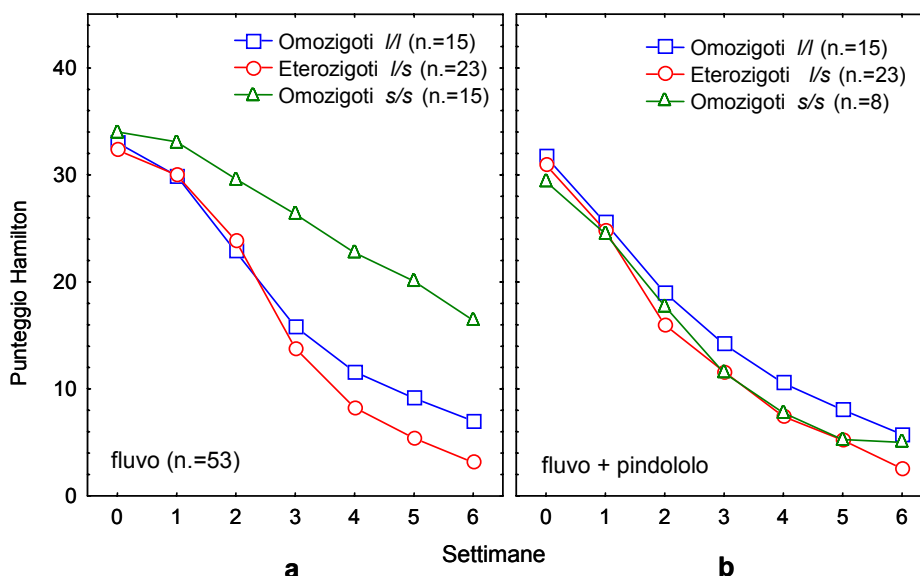 Punteggio Hamilton
40
30
20
10
0
Omozigoti l/l (n.=15)
Eterozigoti l/s (n.=23)
Omozigoti s/s (n.=15)
fluvo (n.=53)
0 1 2 3 4 5 6
Omozigoti l/l (n.=15)
Eterozigoti l/s (n.=23)
Omozigoti s/s (n.=8)
fluvo + pindololo
0 1 2 3 4 5 6
Settimane
a
b